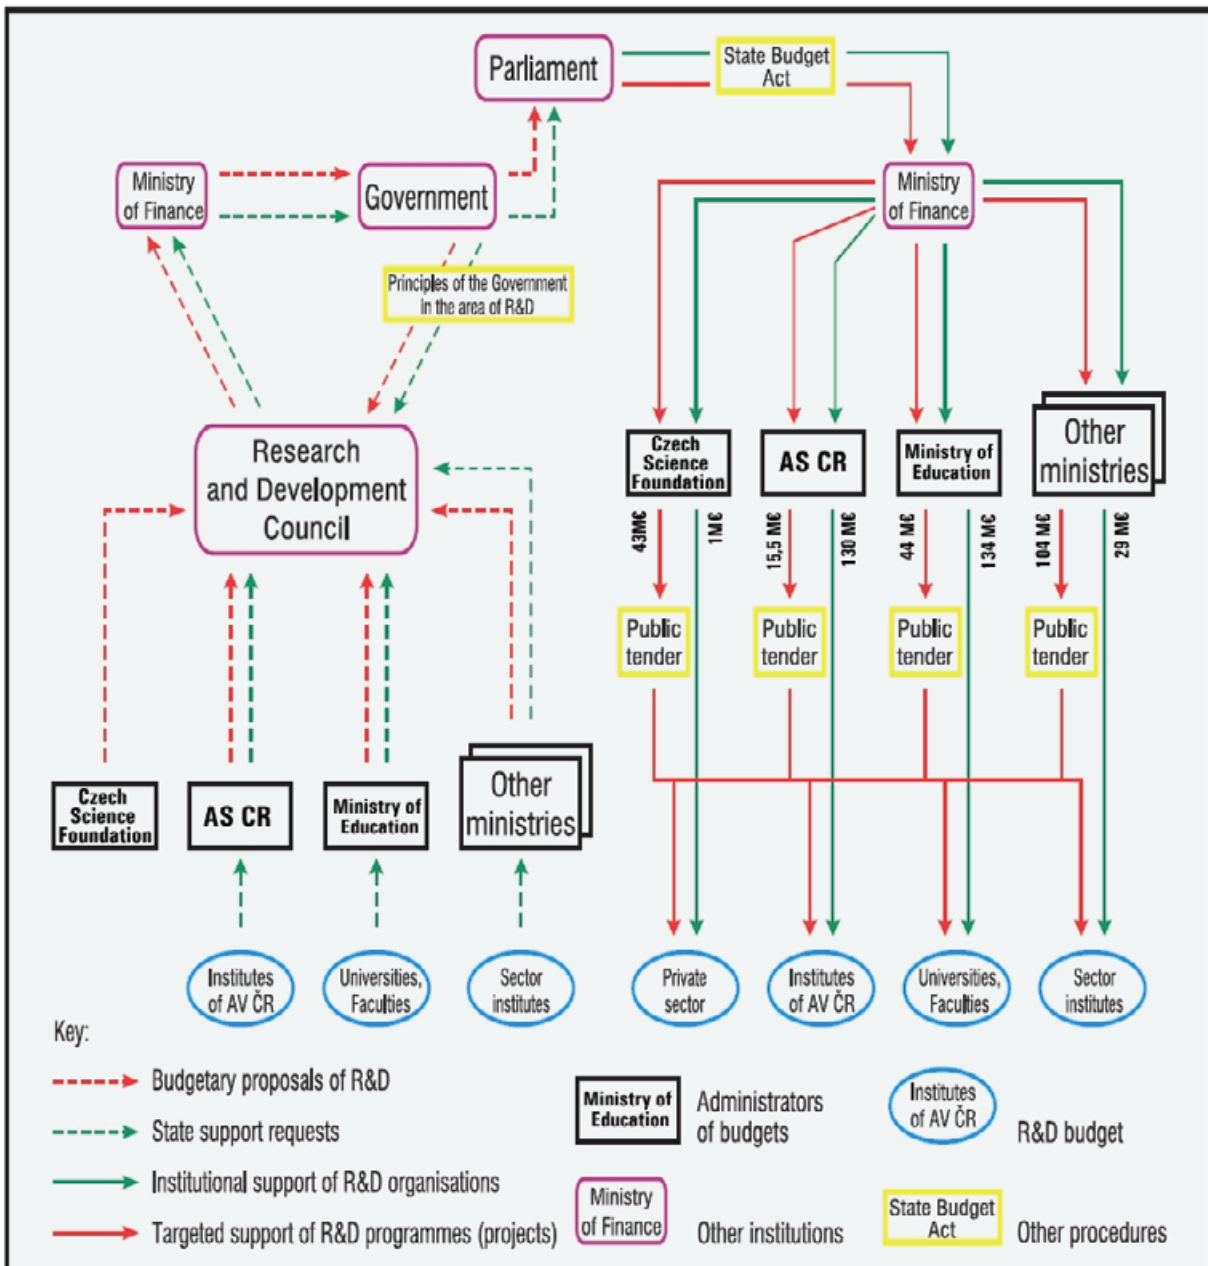 Parliament
State Budget
Act
Ministry
of Finance
Government
Ministry
of Finance
Principles of the Government
in the area of R&D
Research
and Development
Council
Czech
Science
Foundation
AS CR
Ministry of
Education
Other
ministries
43M€
1M€
15,5 M€
130 M€
44 M€
134 M€
104 M€
29 M€
Public
tender
Public
tender
Public
tender
Public
tender
Czech
Science
Foundation
AS CR
Ministry of
Education
Other
ministries
Institutes
of AV ČR
Universities,
Faculties
Sector
institutes
Private
sector
Institutes
of AV ČR
Universities,
Faculties
Sector
institutes
Key:
Budgetary proposals of R&D
State support requests
Institutional support of R&D organisations
Targeted support of R&D programmes (projects)
Ministry of
Education
Administrators
of budgets
Ministry
of Finance
Other institutions
Institutes
of AV ČR
R&D budget
State Budget
Act
Other procedures